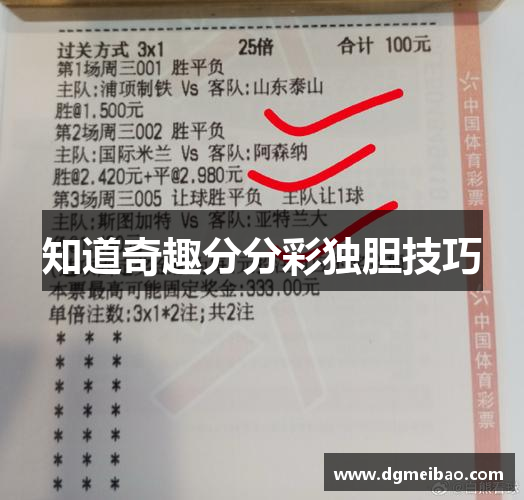 过关方式 3x1 25倍 合计 100元
第1场周三001 胜平负
主队:浦项制铁 Vs 客队:山东泰山
胜@1.500元
第2场周三002 胜平负
主队:国际米兰 Vs 客队:阿森纳
胜@2.420元+平@2.980元
第3场周三005 让球胜平负 主队让1球
主队:斯图加特 Vs 客队:亚特兰大
知道奇趣分分彩独胆技巧
本票最高可能固定奖金:333.00元
单倍注数:3x1*2注;共2注
* * *
* * *
* * *
* * *
* * *
* * *
* * *
中国体育彩票
中国体育彩票
www.dgmeibao.com